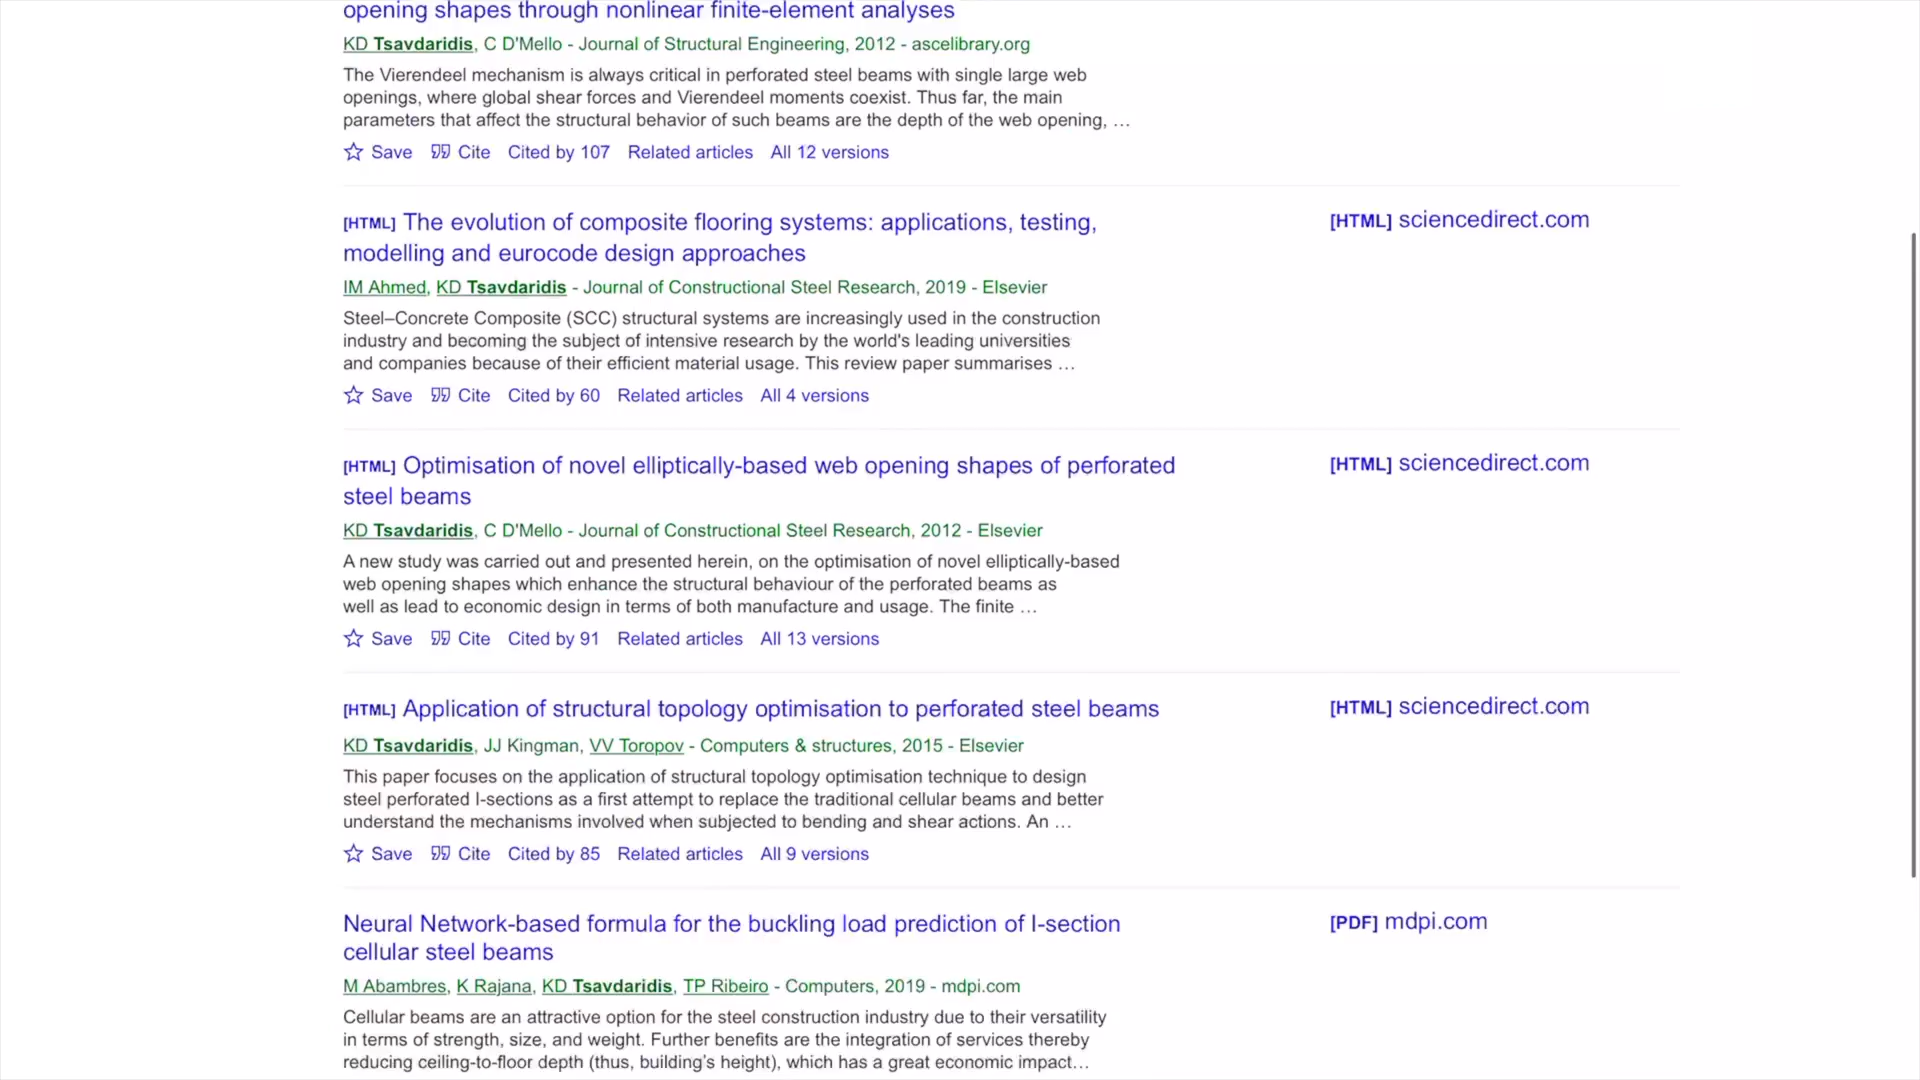 opening shapes through nonlinear finite-element analyses
KD Tsavdaridis, C D'Mello - Journal of Structural Engineering, 2012 - ascelibrary.org
The Vierendeel mechanism is always critical in perforated steel beams with single large web
openings, where global shear forces and Vierendeel moments coexist. Thus far, the main
parameters that affect the structural behavior of such beams are the depth of the web opening, …
Save Cite Cited by 107 Related articles All 12 versions
[HTML] The evolution of composite flooring systems: applications, testing,
modelling and eurocode design approaches
[HTML] sciencedirect.com
IM Ahmed, KD Tsavdaridis - Journal of Constructional Steel Research, 2019 - Elsevier
Steel–Concrete Composite (SCC) structural systems are increasingly used in the construction
industry and becoming the subject of intensive research by the world's leading universities
and companies because of their efficient material usage. This review paper summarises …
Save Cite Cited by 60 Related articles All 4 versions
[HTML] Optimisation of novel elliptically-based web opening shapes of perforated
steel beams
[HTML] sciencedirect.com
KD Tsavdaridis, C D'Mello - Journal of Constructional Steel Research, 2012 - Elsevier
A new study was carried out and presented herein, on the optimisation of novel elliptically-based
web opening shapes which enhance the structural behaviour of the perforated beams as
well as lead to economic design in terms of both manufacture and usage. The finite …
Save Cite Cited by 91 Related articles All 13 versions
[HTML] Application of structural topology optimisation to perforated steel beams
[HTML] sciencedirect.com
KD Tsavdaridis, JJ Kingman, VV Toropov - Computers & structures, 2015 - Elsevier
This paper focuses on the application of structural topology optimisation technique to design
steel perforated I-sections as a first attempt to replace the traditional cellular beams and better
understand the mechanisms involved when subjected to bending and shear actions. An …
Save Cite Cited by 85 Related articles All 9 versions
Neural Network-based formula for the buckling load prediction of I-section
cellular steel beams
[PDF] mdpi.com
M Abambres, K Rajana, KD Tsavdaridis, TP Ribeiro - Computers, 2019 - mdpi.com
Cellular beams are an attractive option for the steel construction industry due to their versatility
in terms of strength, size, and weight. Further benefits are the integration of services thereby
reducing ceiling-to-floor depth (thus, building's height), which has a great economic impact…